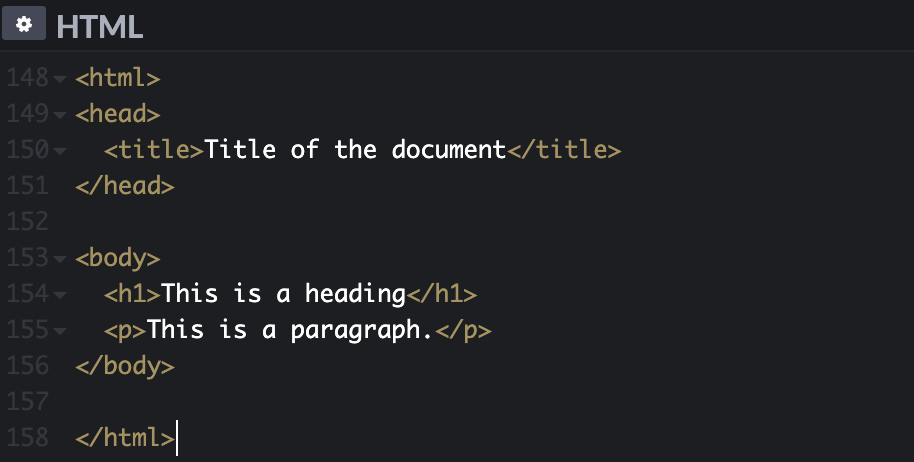 HTML
148 <html>
149 <head>
150   <title>Title of the document</title>
151 </head>
152
153 <body>
154   <h1>This is a heading</h1>
155   <p>This is a paragraph.</p>
156 </body>
157
158 </html>